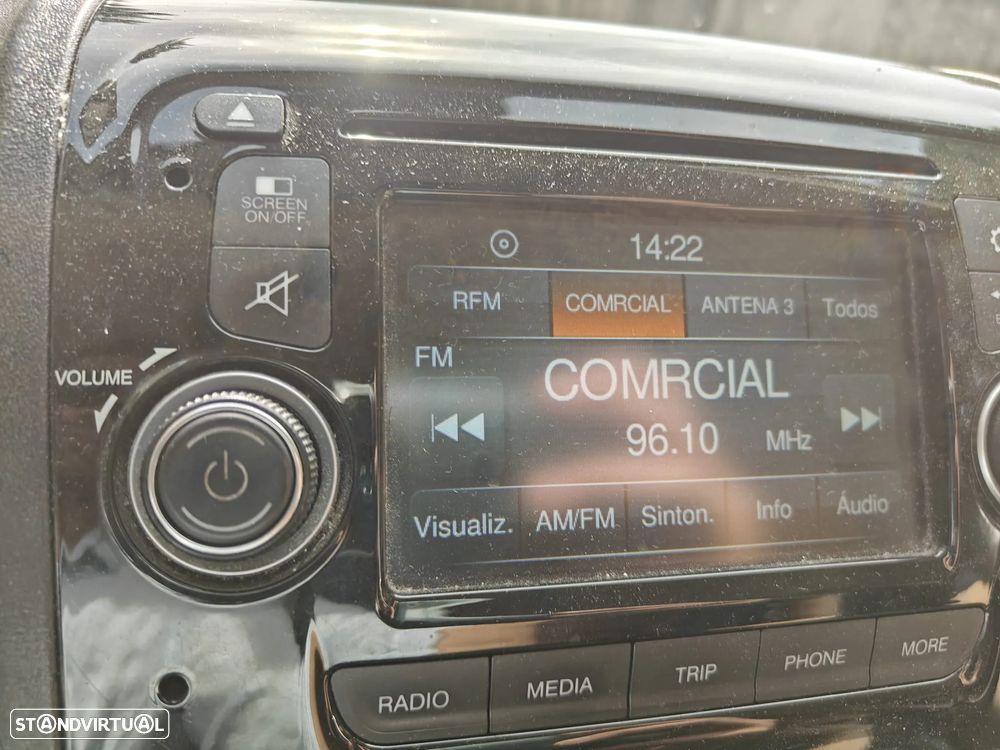 SCREEN
ON/OFF
VOLUME
14:22
RFM COMRCIAL ANTENA 3 Todos
FM
COMRCIAL
96.10 MHz
Visualiz. AM/FM Sinton. Info Áudio
RADIO MEDIA TRIP PHONE MORE
STANDVIRTUAL